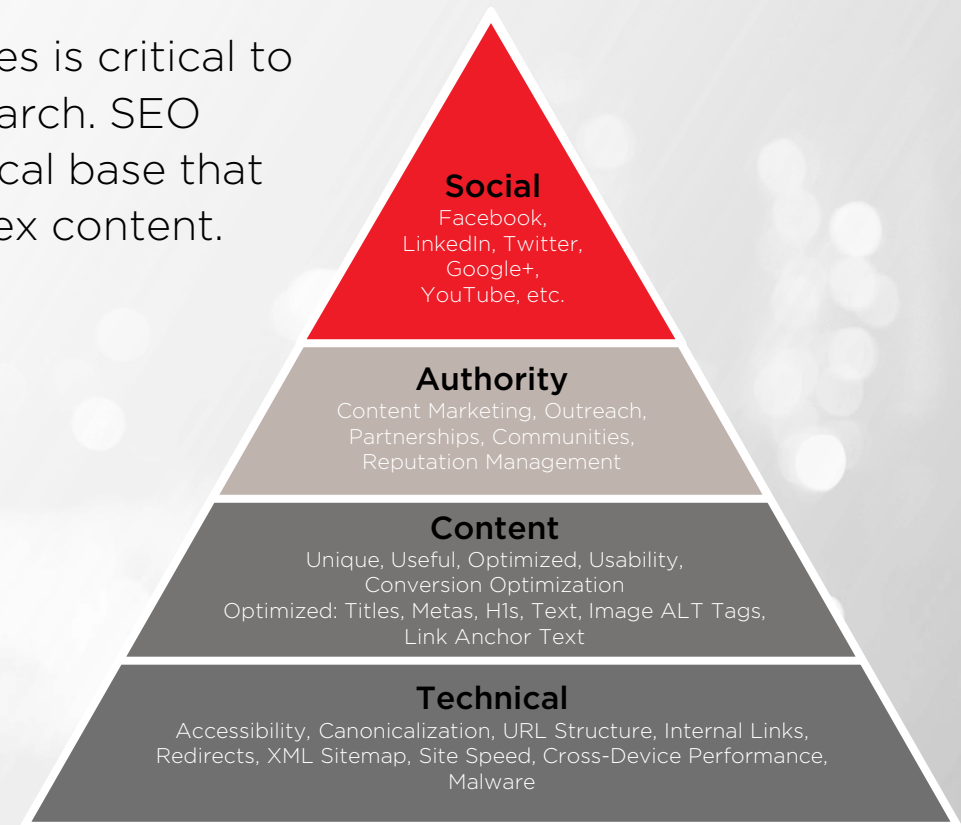 es is critical to
arch. SEO
cal base that
ex content.
Social
Facebook,
LinkedIn, Twitter,
Google+,
YouTube, etc.
Authority
Content Marketing, Outreach,
Partnerships, Communities,
Reputation Management
Content
Unique, Useful, Optimized, Usability,
Conversion Optimization
Optimized: Titles, Metas, H1s, Text, Image ALT Tags,
Link Anchor Text
Technical
Accessibility, Canonicalization, URL Structure, Internal Links,
Redirects, XML Sitemap, Site Speed, Cross-Device Performance,
Malware